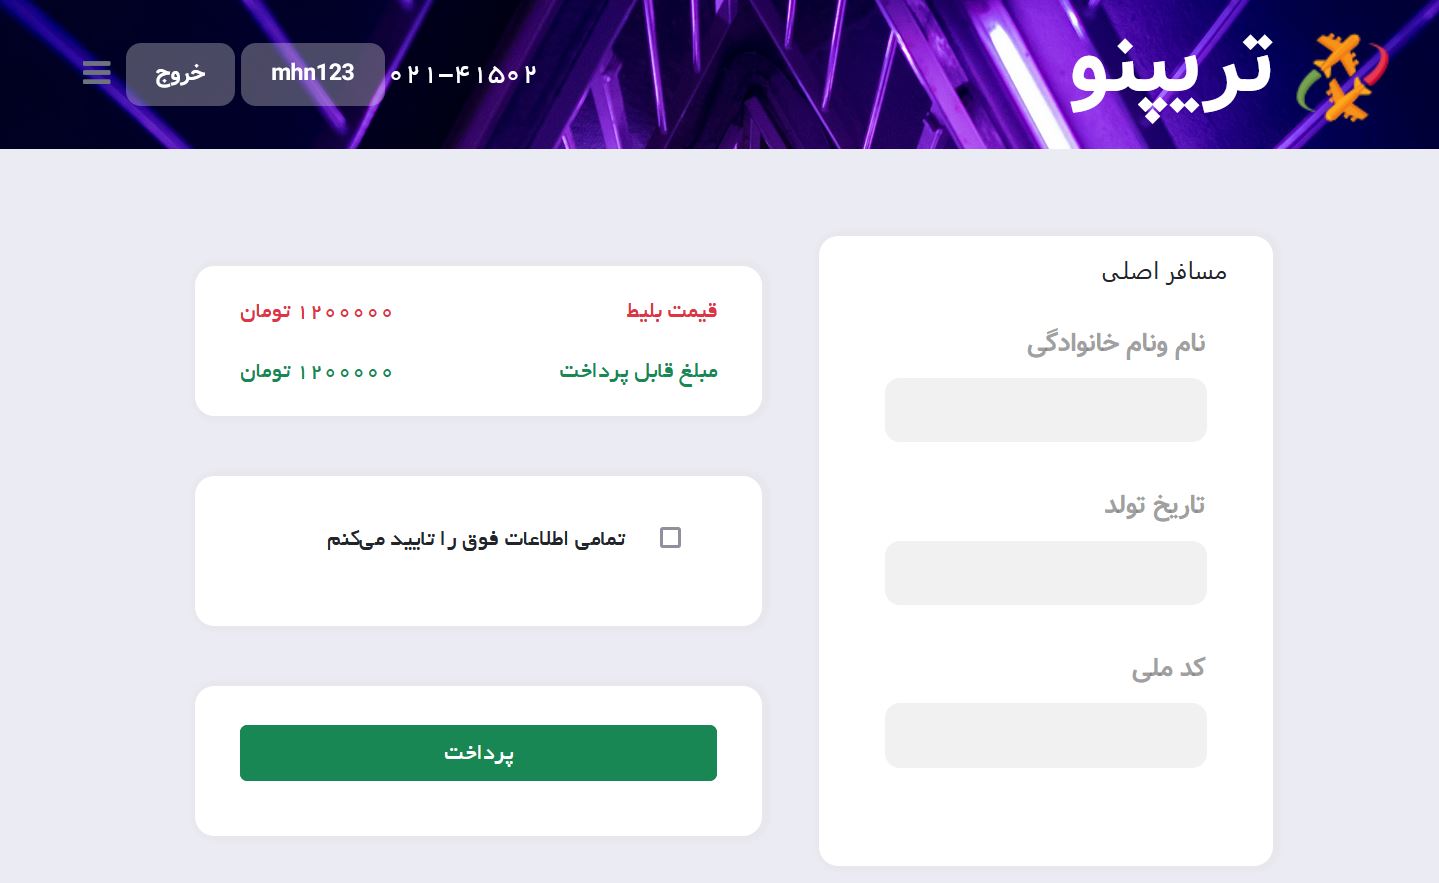 تریپنو
۰۲۱-۴۱۵۰۲
mhn123
خروج
مسافر اصلی
نام ونام خانوادگی
تاریخ تولد
کد ملی
قیمت بلیط
۱۲۰۰۰۰۰ تومان
مبلغ قابل پرداخت
۱۲۰۰۰۰۰ تومان
تمامی اطلاعات فوق را تایید می‌کنم
پرداخت